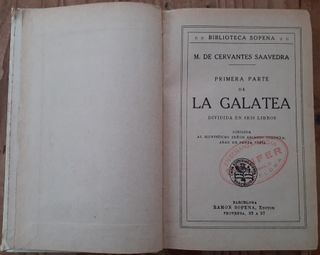 BIBLIOTECA SOPENA
M. DE CERVANTES SAAVEDRA
PRIMERA PARTE
DE
LA GALATEA
DIVIDIDA EN SEIS LIBROS
DIRIGIDA
AL ILUSTRÍSIMO SEÑOR ASCANIO COLONNA,
ABAD DE SANTA SOFÍA
BARCELONA
RAMÓN SOPENA, EDITOR
PROVENZA, 93 A 97